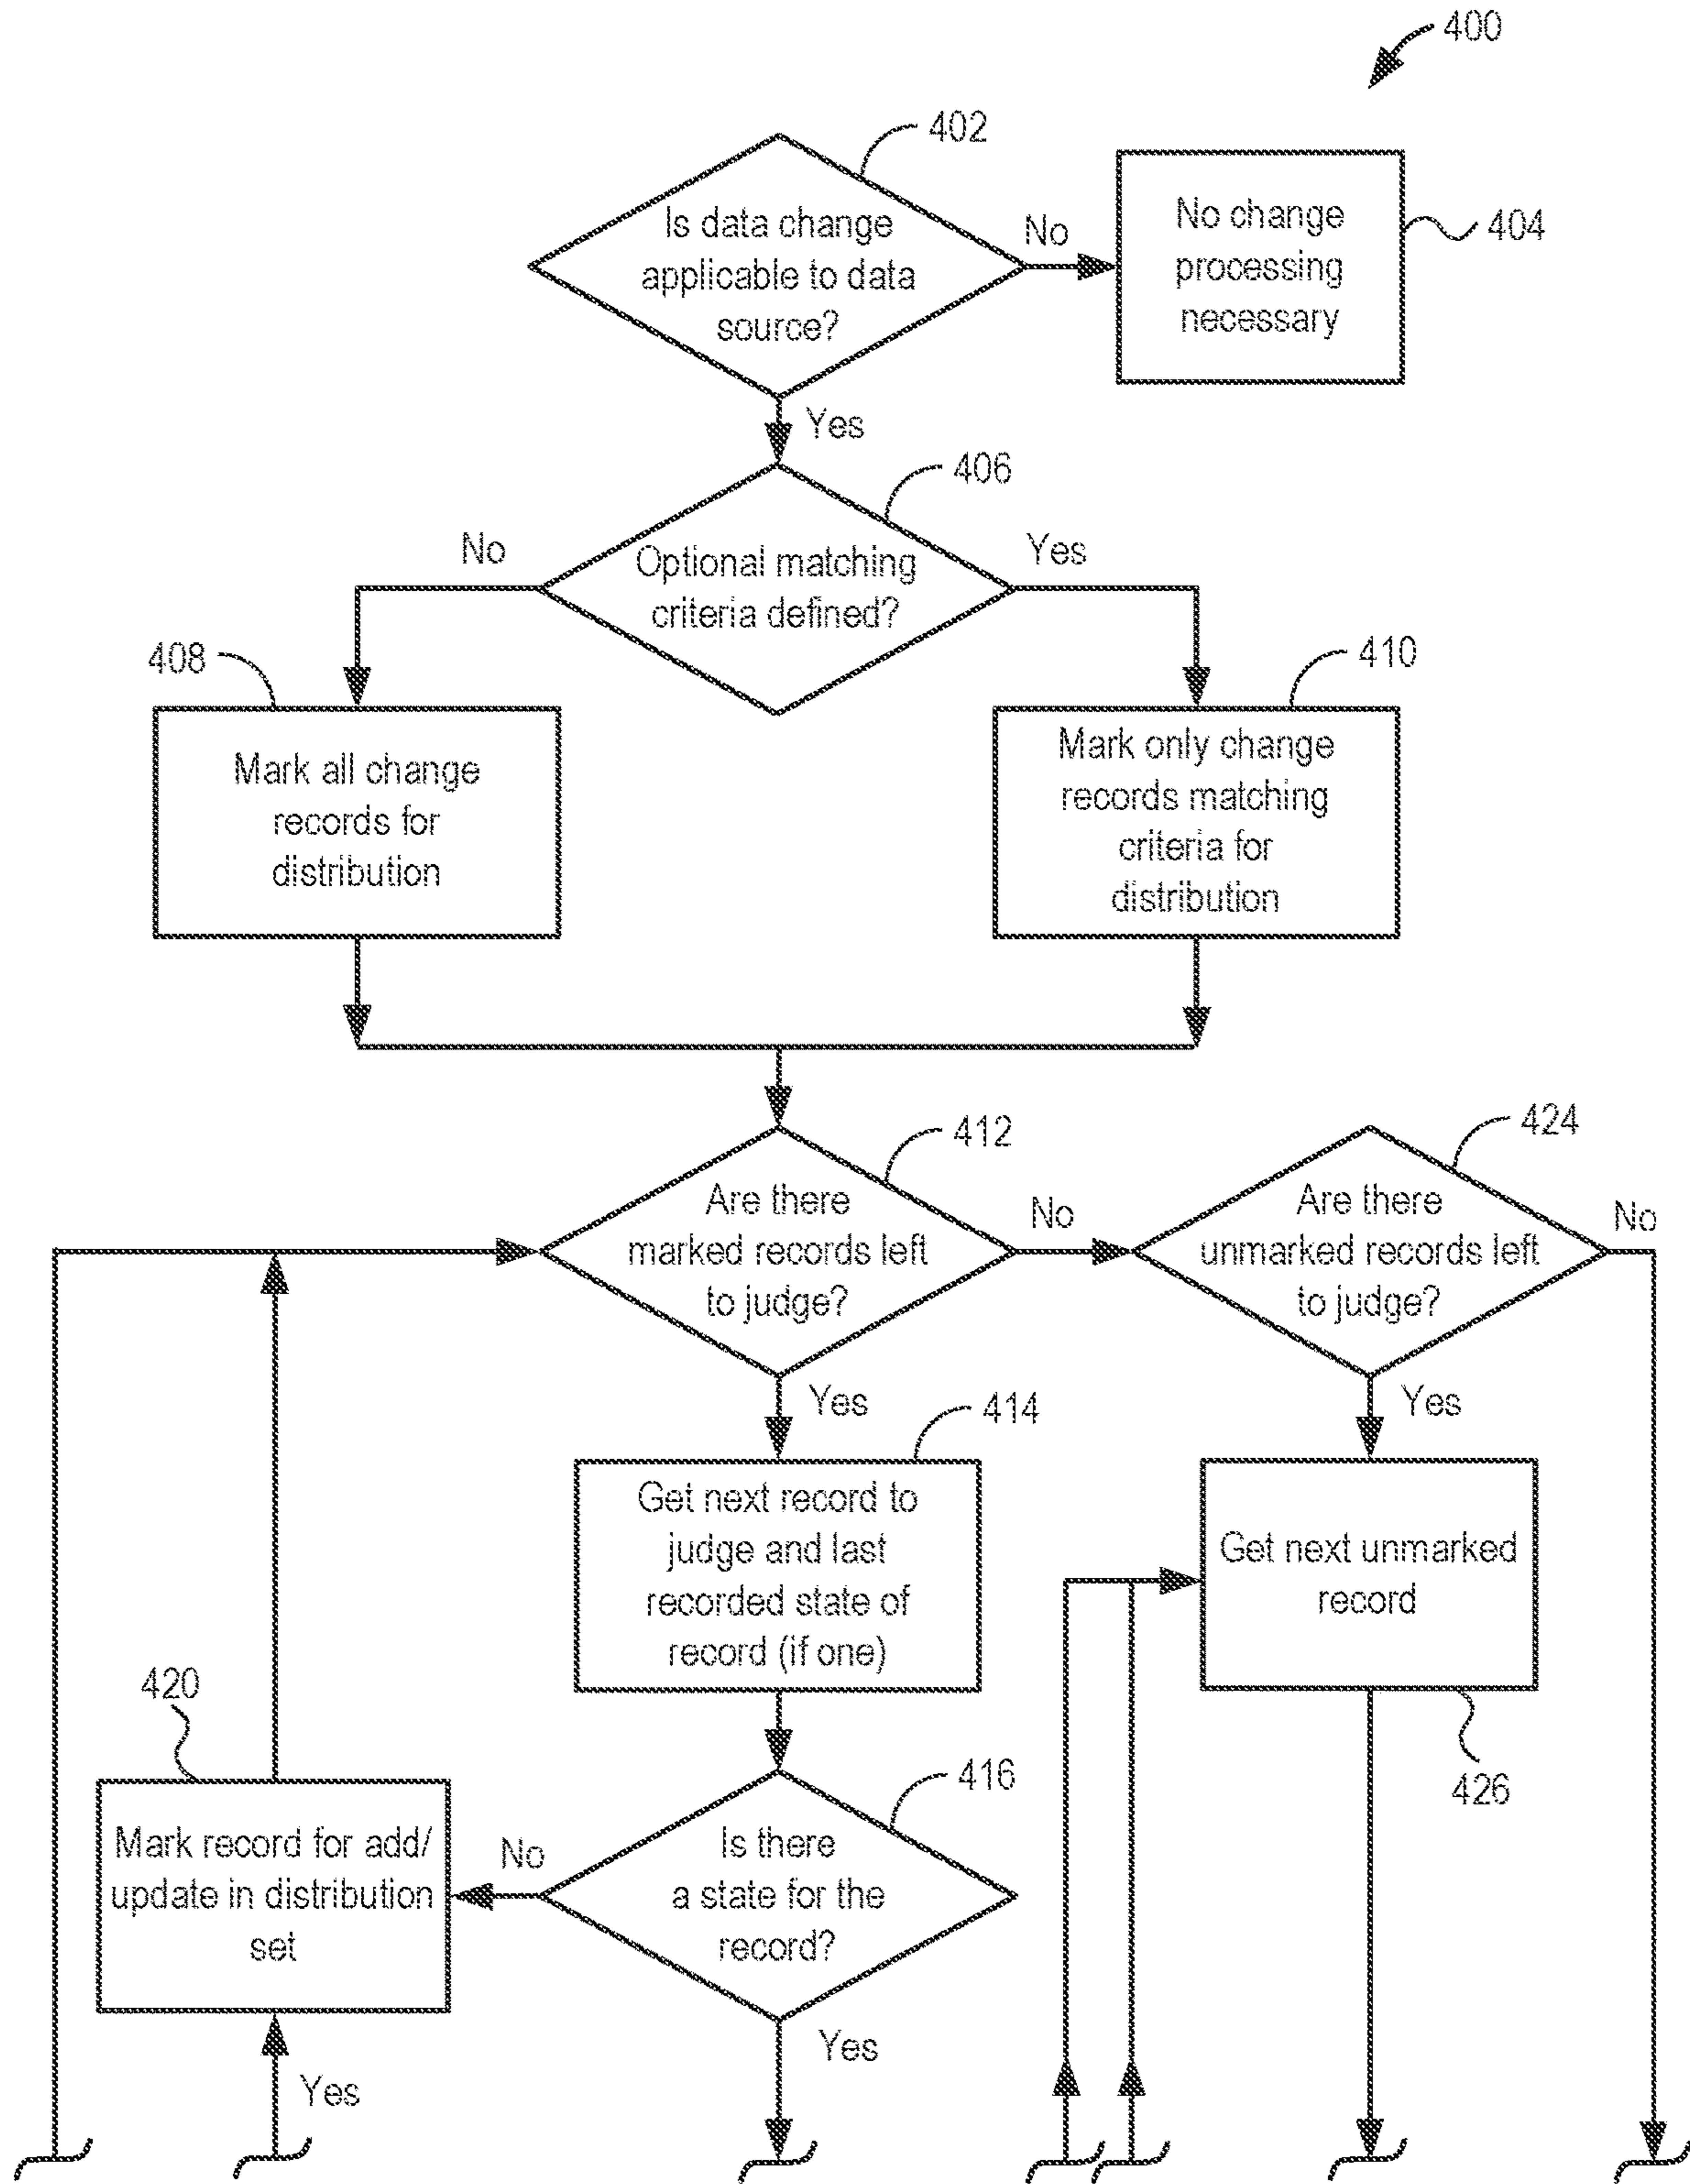 400
402
Is data change
applicable to data
source?
No
No change
processing
necessary
404
Yes
406
No
Optional matching
criteria defined?
Yes
408
Mark all change
records for
distribution
410
Mark only change
records matching
criteria for
distribution
412
Are there
marked records left
to judge?
No
424
Are there
unmarked records left
to judge?
No
Yes
414
Get next record to
judge and last
recorded state of
record (if one)
Yes
Get next unmarked
record
426
420
Mark record for add/
update in distribution
set
No
416
Is there
a state for the
record?
Yes
Yes